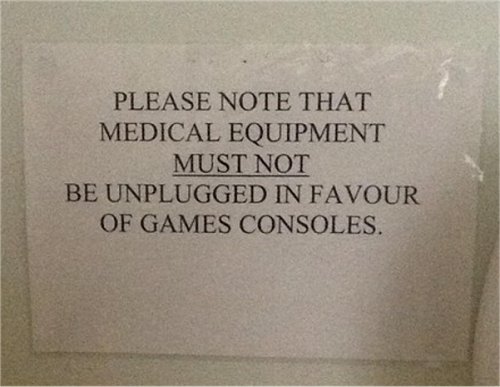 PLEASE NOTE THAT
MEDICAL EQUIPMENT
MUST NOT
BE UNPLUGGED IN FAVOUR
OF GAMES CONSOLES.